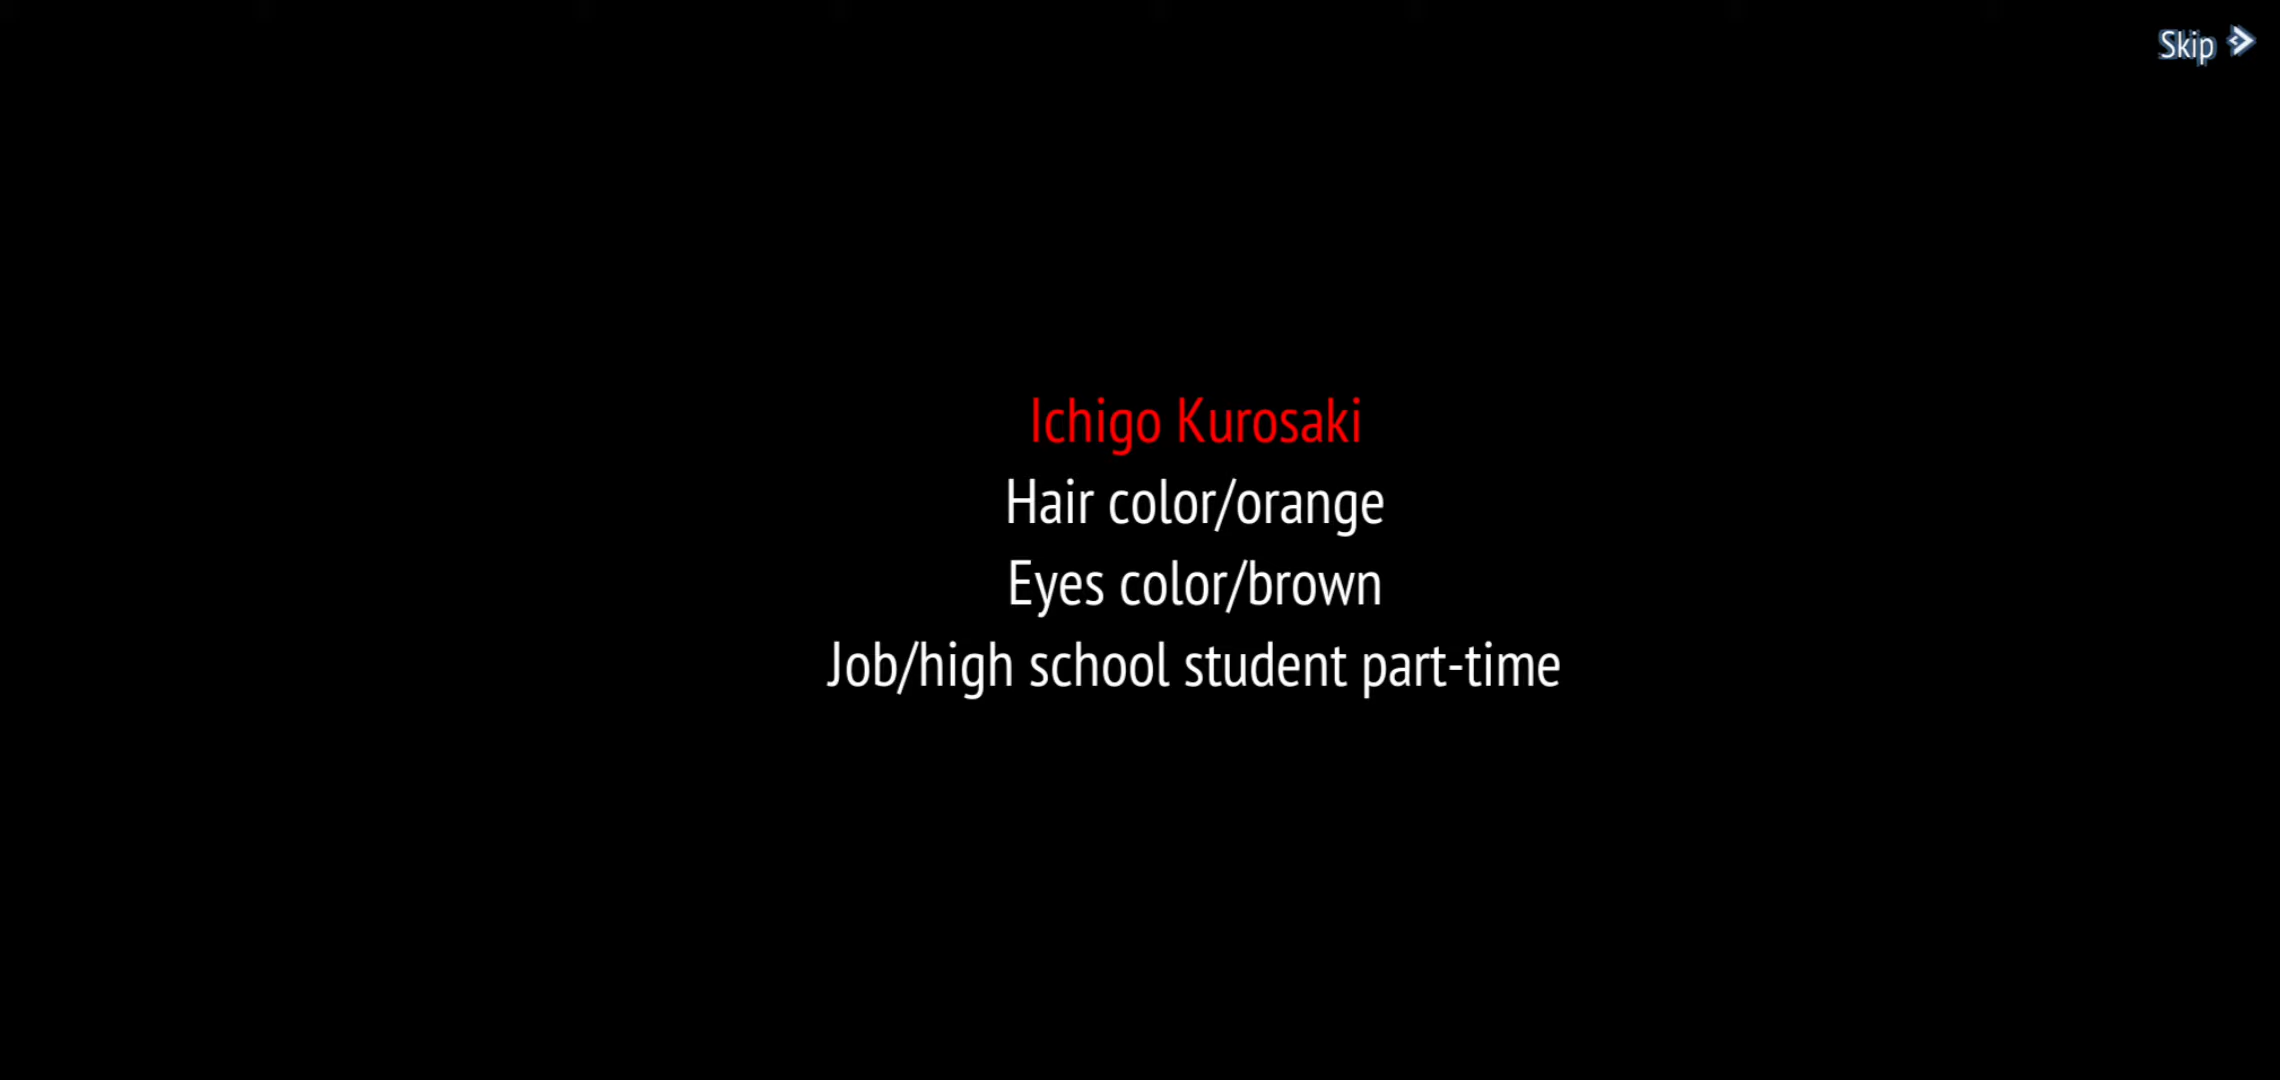 Skip
Ichigo Kurosaki
Hair color/orange
Eyes color/brown
Job/high school student part-time